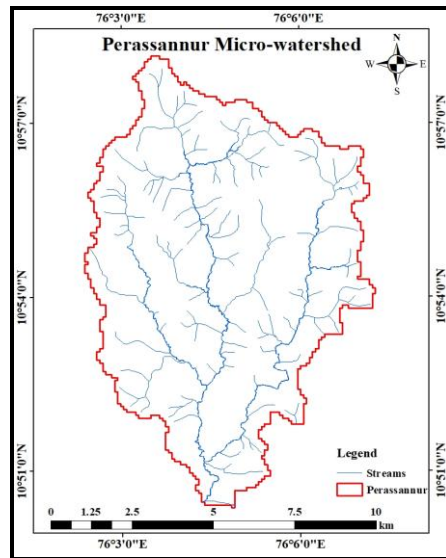 76°3'0"E 76°6'0"E
Perassannur Micro-watershed
N
W E
S
10°57'0"N 10°57'0"N
10°54'0"N 10°54'0"N
10°51'0"N 10°51'0"N
Legend
Streams
Perassannur
0 1.25 2.5 5 7.5 10
km
76°3'0"E 76°6'0"E